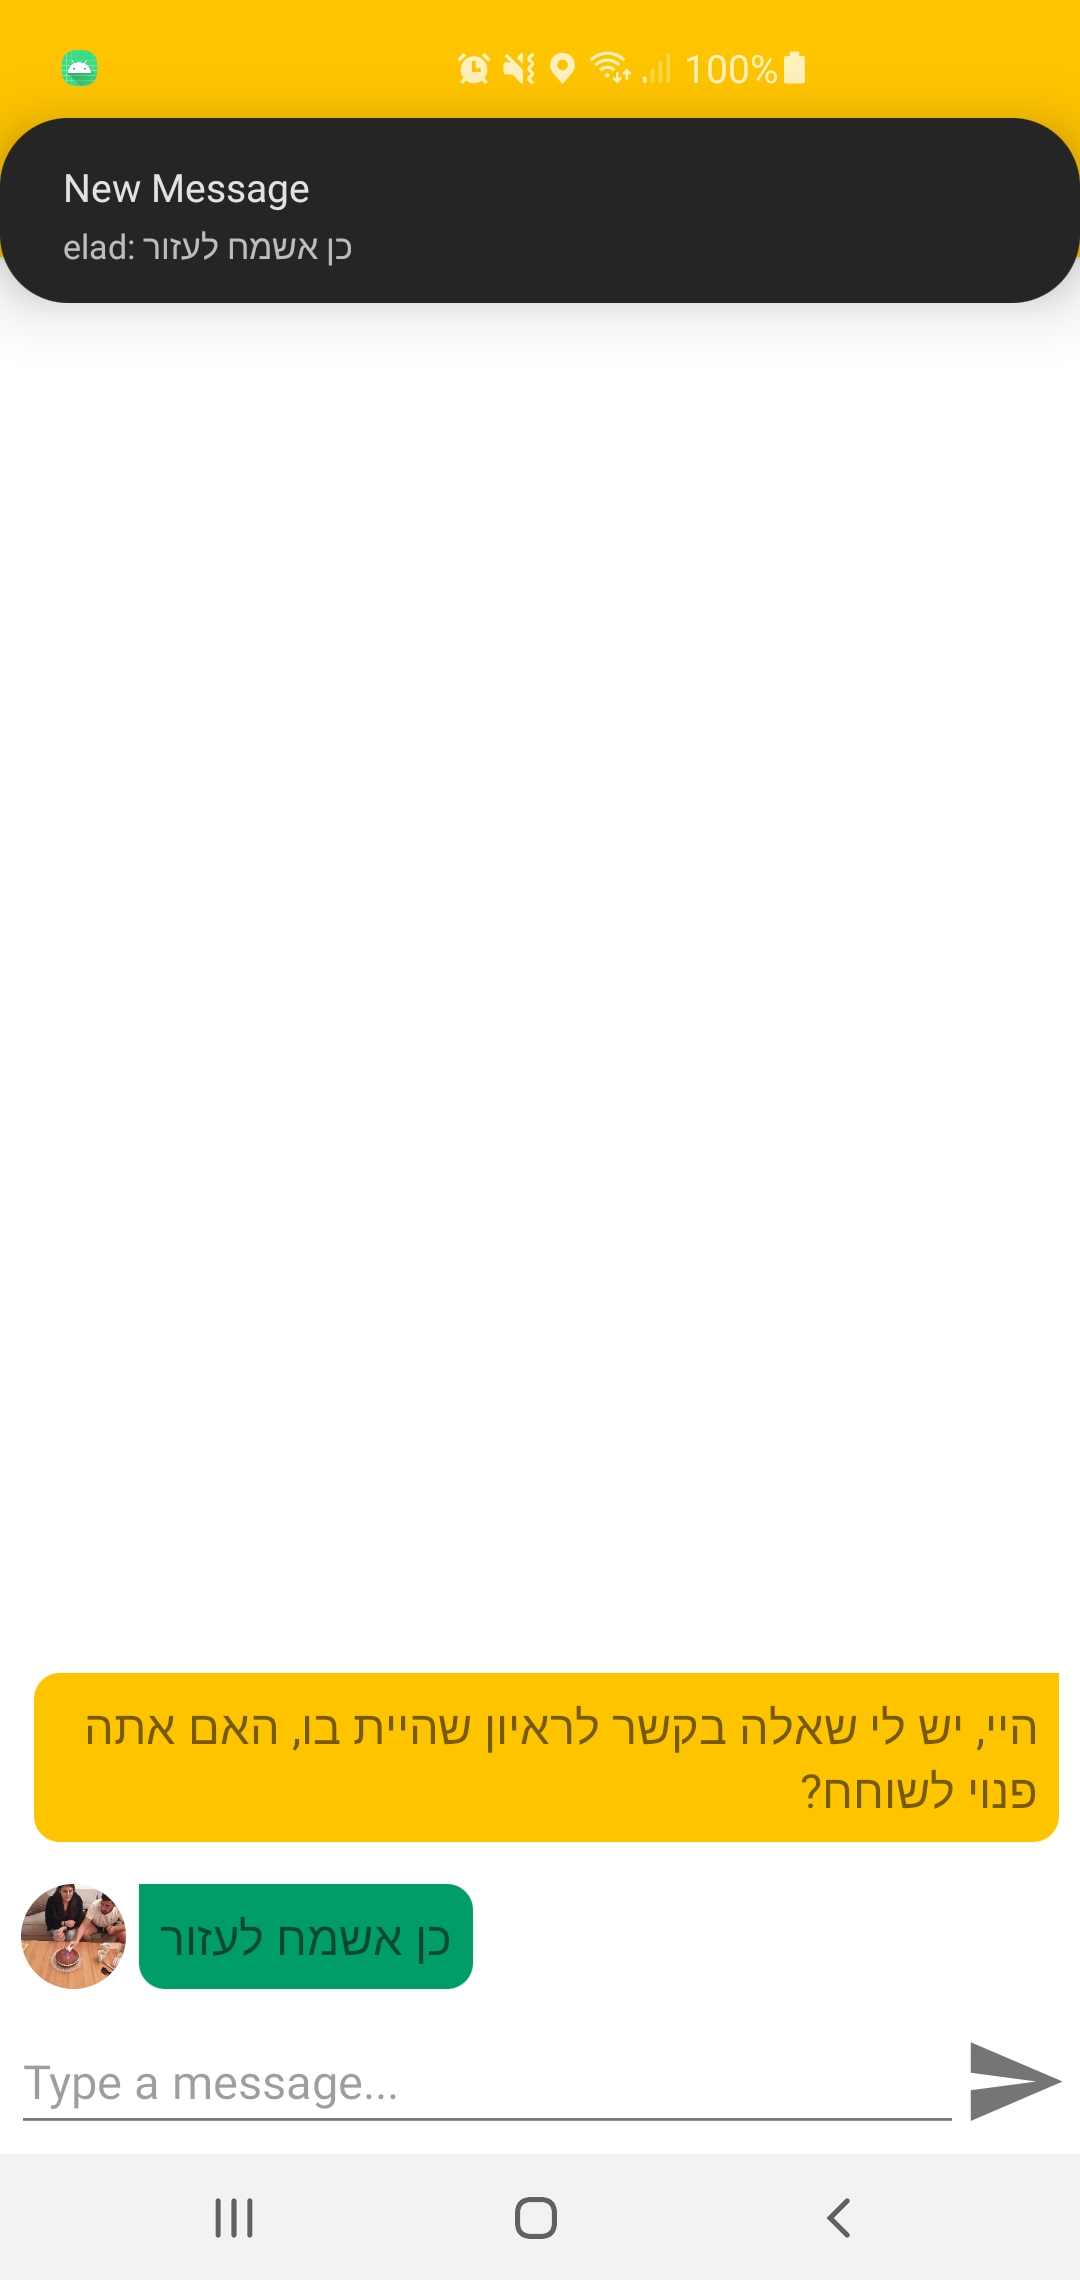 100%
New Message
elad: כן אשמח לעזור
היי, יש לי שאלה בקשר לראיון שהיית בו, האם אתה
פנוי לשוחח?
כן אשמח לעזור
Type a message...